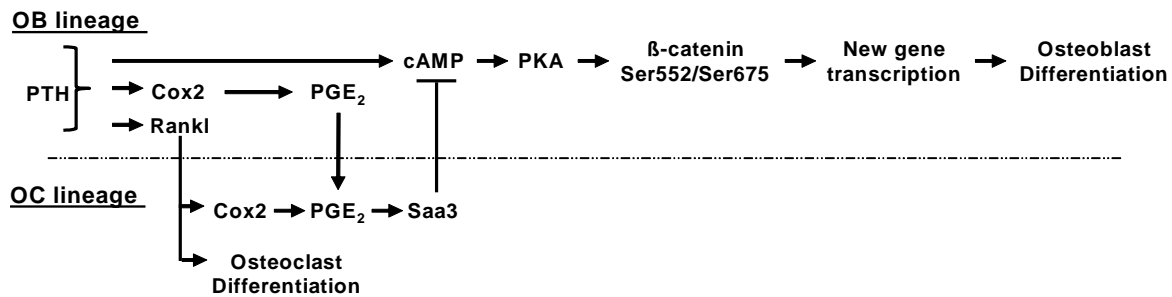 OB lineage
PTH
cAMP
PKA
ß-catenin
Ser552/Ser675
New gene
transcription
Osteoblast
Differentiation
Cox2
PGE2
Rankl
OC lineage
Cox2
PGE2
Saa3
Osteoclast
Differentiation